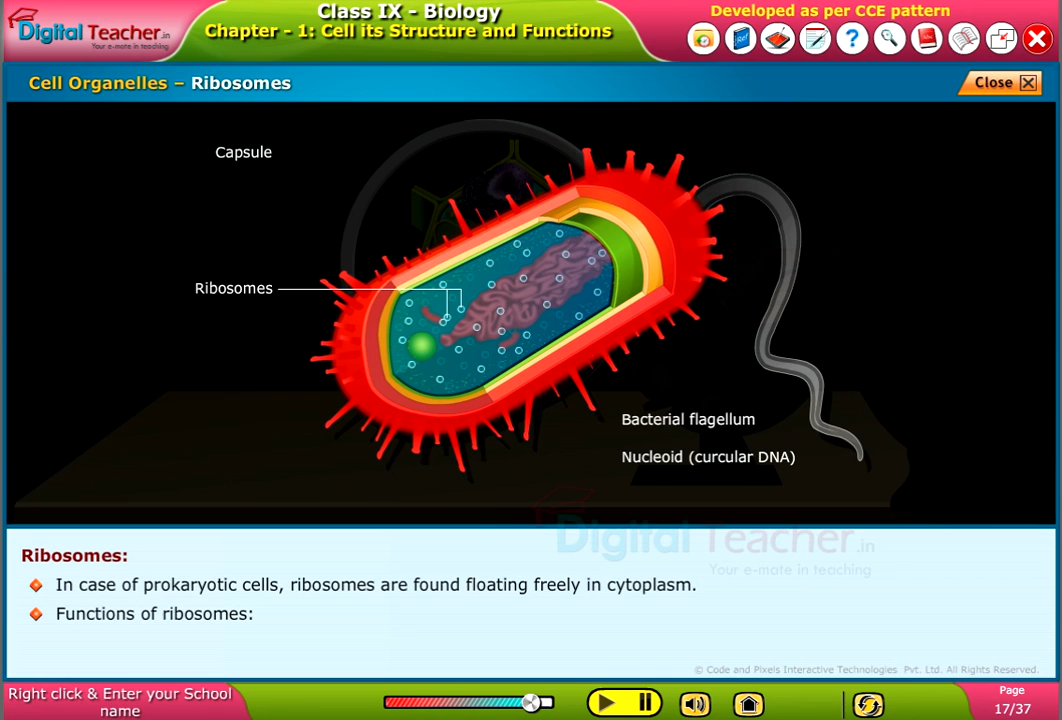 Digital Teacher.in
Your e-mate in teaching
Class IX - Biology
Chapter - 1: Cell its Structure and Functions
Developed as per CCE pattern
Ref
?
Cell Organelles – Ribosomes
Close
Capsule
Ribosomes
Bacterial flagellum
Nucleoid (curcular DNA)
Digital Teacher.in
Your e-mate in teaching
Ribosomes:
In case of prokaryotic cells, ribosomes are found floating freely in cytoplasm.
Functions of ribosomes:
© Code and Pixels Interactive Technologies Pvt. Ltd. All Rights Reserved.
Right click & Enter your School
name
Page
17/37